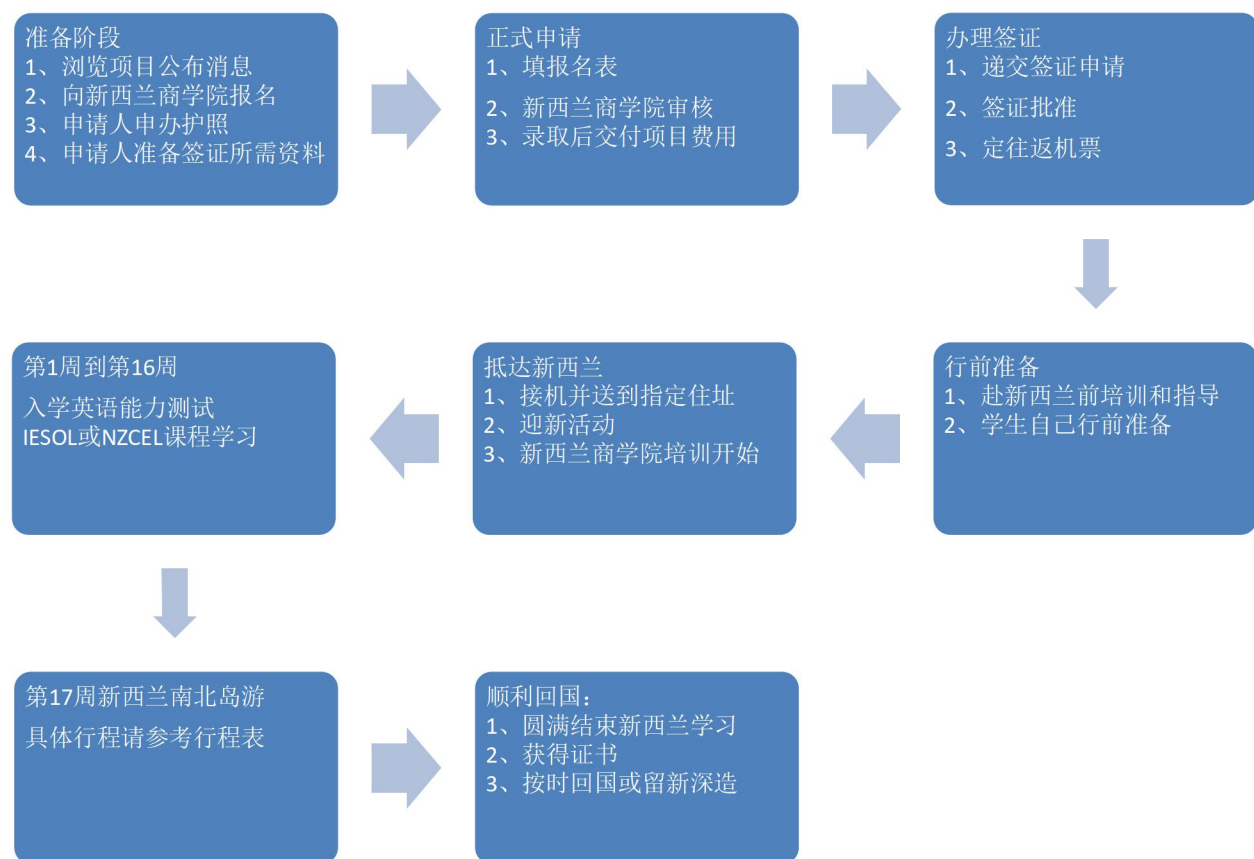 准备阶段
1、浏览项目公布消息
2、向新西兰商学院报名
3、申请人申办护照
4、申请人准备签证所需资料
正式申请
1、填报名表
2、新西兰商学院审核
3、录取后交付项目费用
办理签证
1、递交签证申请
2、签证批准
3、定往返机票
行前准备
1、赴新西兰前培训和指导
2、学生自己行前准备
抵达新西兰
1、接机并送到指定住址
2、迎新活动
3、新西兰商学院培训开始
第1周到第16周
入学英语能力测试
IESOL或NZCEL课程学习
第17周新西兰南北岛游
具体行程请参考行程表
顺利回国：
1、圆满结束新西兰学习
2、获得证书
3、按时回国或留新深造